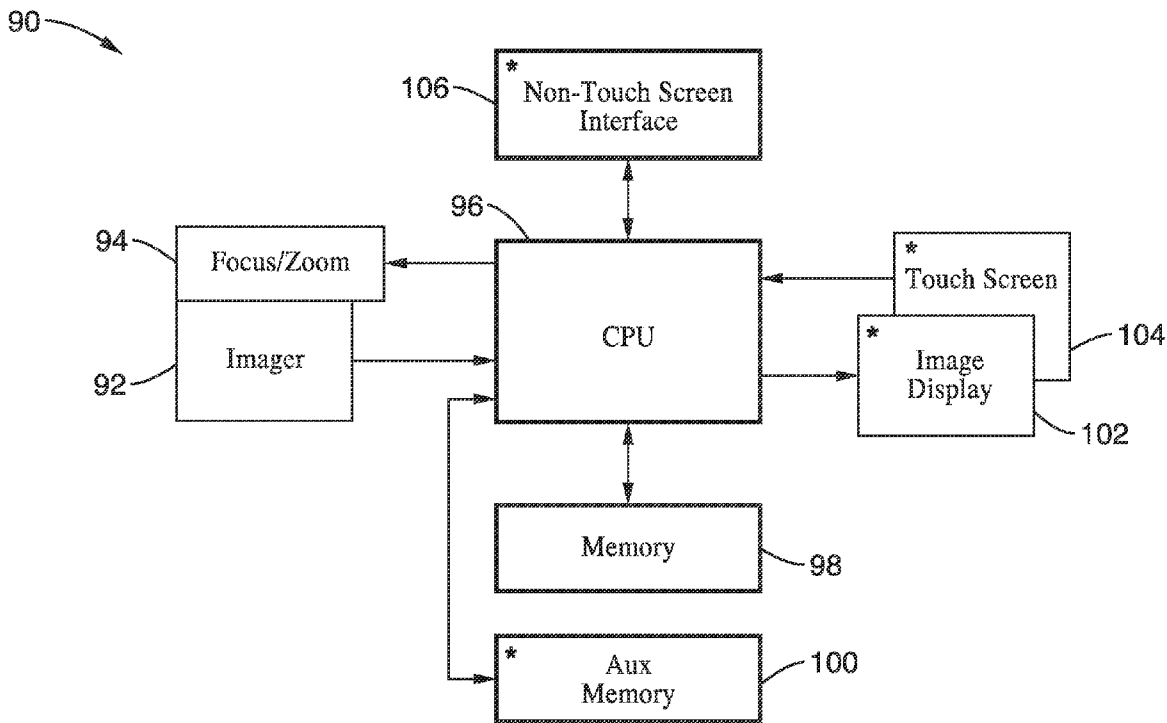 90
*
Non-Touch Screen
Interface
106
96
94
Focus/Zoom
*
Touch Screen
CPU
Imager
92
*
Image
Display
104
102
Memory
98
*
Aux
Memory
100